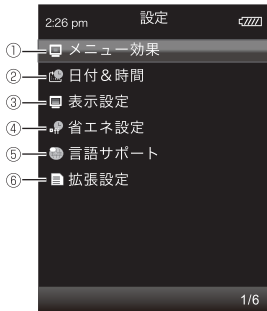 2:26 pm 設定
① メニュー効果
② 日付＆時間
③ 表示設定
④ 省エネ設定
⑤ 言語サポート
⑥ 拡張設定
1/6